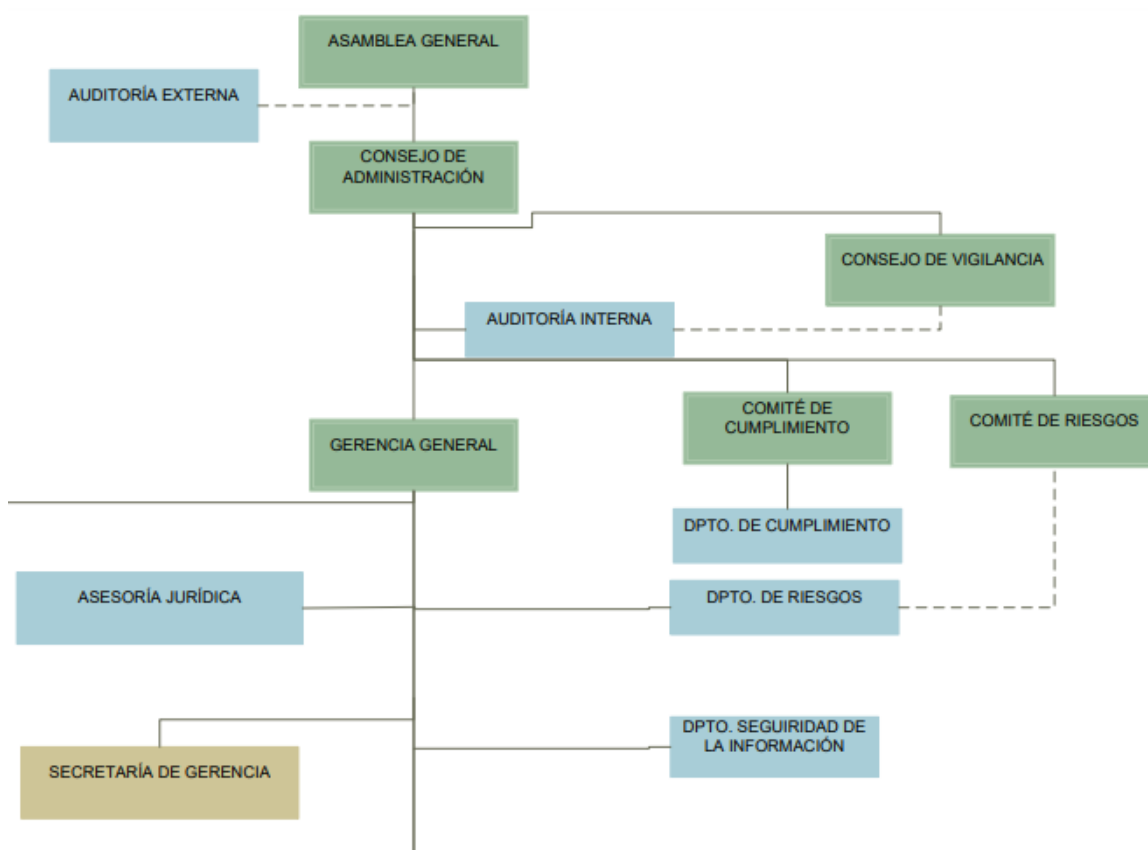 ASAMBLEA GENERAL
AUDITORÍA EXTERNA
CONSEJO DE
ADMINISTRACIÓN
CONSEJO DE VIGILANCIA
AUDITORÍA INTERNA
COMITÉ DE
CUMPLIMIENTO
COMITÉ DE RIESGOS
GERENCIA GENERAL
DPTO. DE CUMPLIMIENTO
ASESORÍA JURÍDICA
DPTO. DE RIESGOS
DPTO. SEGUIRIDAD DE
LA INFORMACIÓN
SECRETARÍA DE GERENCIA